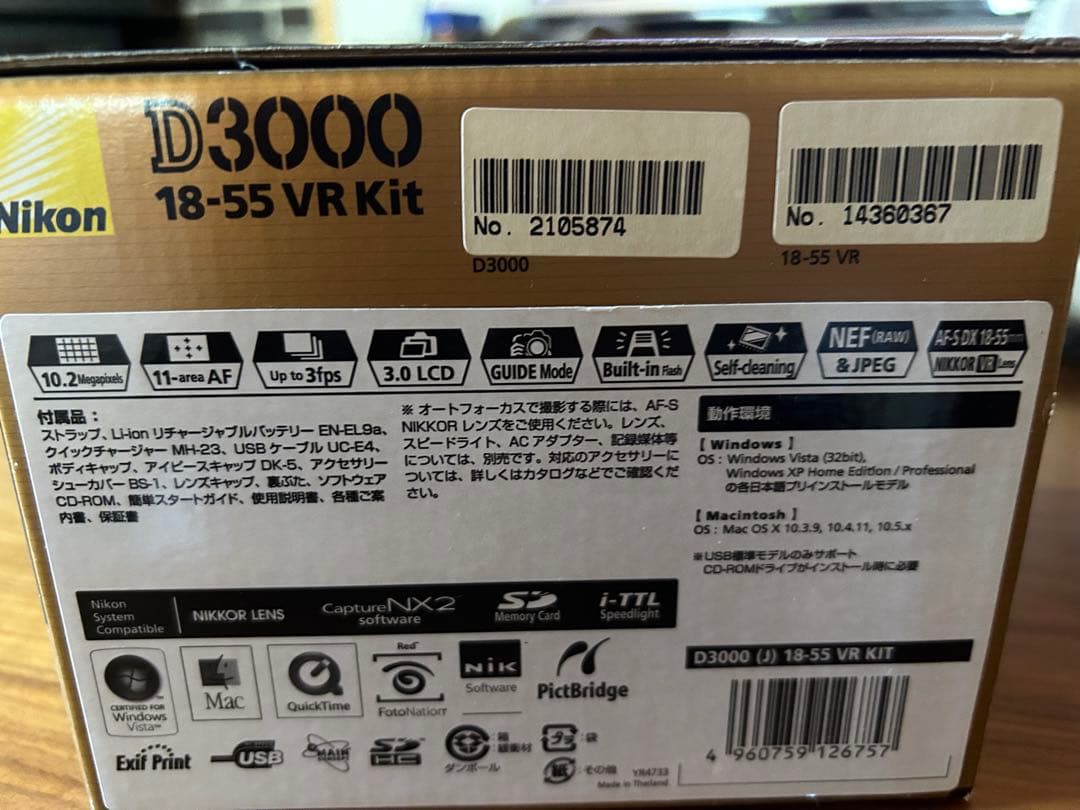 Nikon
D3000
18-55 VR Kit
No. 2105874
D3000
No. 14360367
18-55 VR
10.2 Megapixels
11-area AF
Up to 3fps
3.0 LCD
GUIDE Mode
Built-in Flash
Self-cleaning
NEF (RAW)
& JPEG
AF-S DX 18-55mm
NIKKOR VR Lens
付属品：
ストラップ、Li-ion リチャージャブルバッテリー EN-EL9a、
クイックチャージャー MH-23、USB ケーブル UC-E4、
ボディキャップ、アイピースキャップ DK-5、アクセサリー
シューカバー BS-1、レンズキャップ、裏ぶた、ソフトウェア
CD-ROM、簡単スタートガイド、使用説明書、各種ご案
内書、保証書
※ オートフォーカスで撮影する際には、AF-S
NIKKOR レンズをご使用ください。レンズ、
スピードライト、AC アダプター、記録媒体等
については、別売です。対応のアクセサリーに
ついては、詳しくはカタログなどでご確認くだ
さい。
動作環境
[ Windows ]
OS : Windows Vista (32bit),
Windows XP Home Edition / Professional
の各日本語プリインストールモデル
[ Macintosh ]
OS : Mac OS X 10.3.9, 10.4.11, 10.5.x
※USB標準モデルのみサポート
CD-ROMドライブがインストール時に必要
Nikon
System
Compatible
NIKKOR LENS
Capture NX 2
software
SD
Memory Card
i-TTL
Speedlight
CERTIFIED FOR
Windows
Vista™
Mac
QuickTime
Red™
FotoNation
NIK
Software
PictBridge
D3000 (J) 18-55 VR KIT
4 960759 126757
Exif Print
USB
SD
HC
ダンボール
箱
緩衝材
プラ
:袋
紙
:その他
YR4733
Made in Thailand